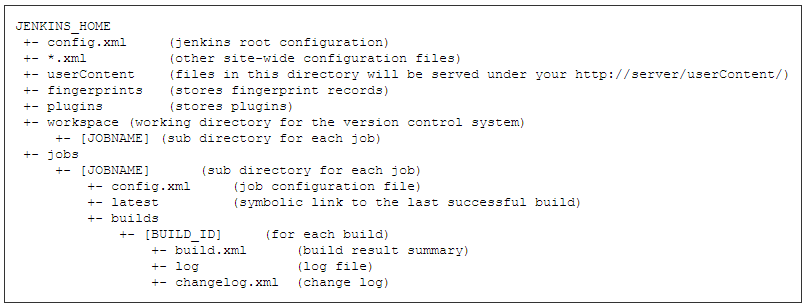 JENKINS_HOME
 +- config.xml     (jenkins root configuration)
 +- *.xml          (other site-wide configuration files)
 +- userContent    (files in this directory will be served under your http://server/userContent/)
 +- fingerprints   (stores fingerprint records)
 +- plugins        (stores plugins)
 +- workspace (working directory for the version control system)
     +- [JOBNAME] (sub directory for each job)
 +- jobs
     +- [JOBNAME]      (sub directory for each job)
         +- config.xml     (job configuration file)
         +- latest         (symbolic link to the last successful build)
         +- builds
             +- [BUILD_ID]     (for each build)
                 +- build.xml      (build result summary)
                 +- log            (log file)
                 +- changelog.xml  (change log)